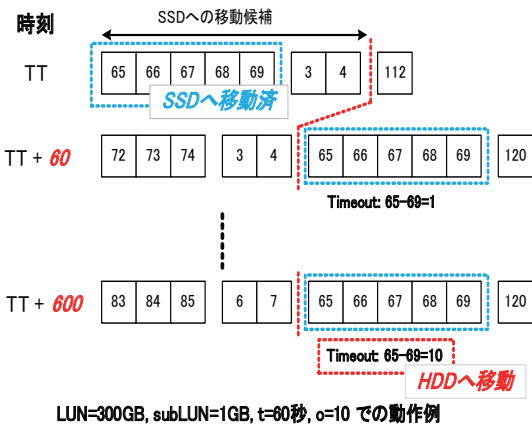 時刻
SSDへの移動候補
TT
65 66 67 68 69 3 4 112
SSDへ移動済
TT + 60
72 73 74 3 4 65 66 67 68 69 120
Timeout: 65-69=1
TT + 600
83 84 85 6 7 65 66 67 68 69 120
Timeout: 65-69=10
HDDへ移動
LUN=300GB, subLUN=1GB, t=60秒, o=10 での動作例